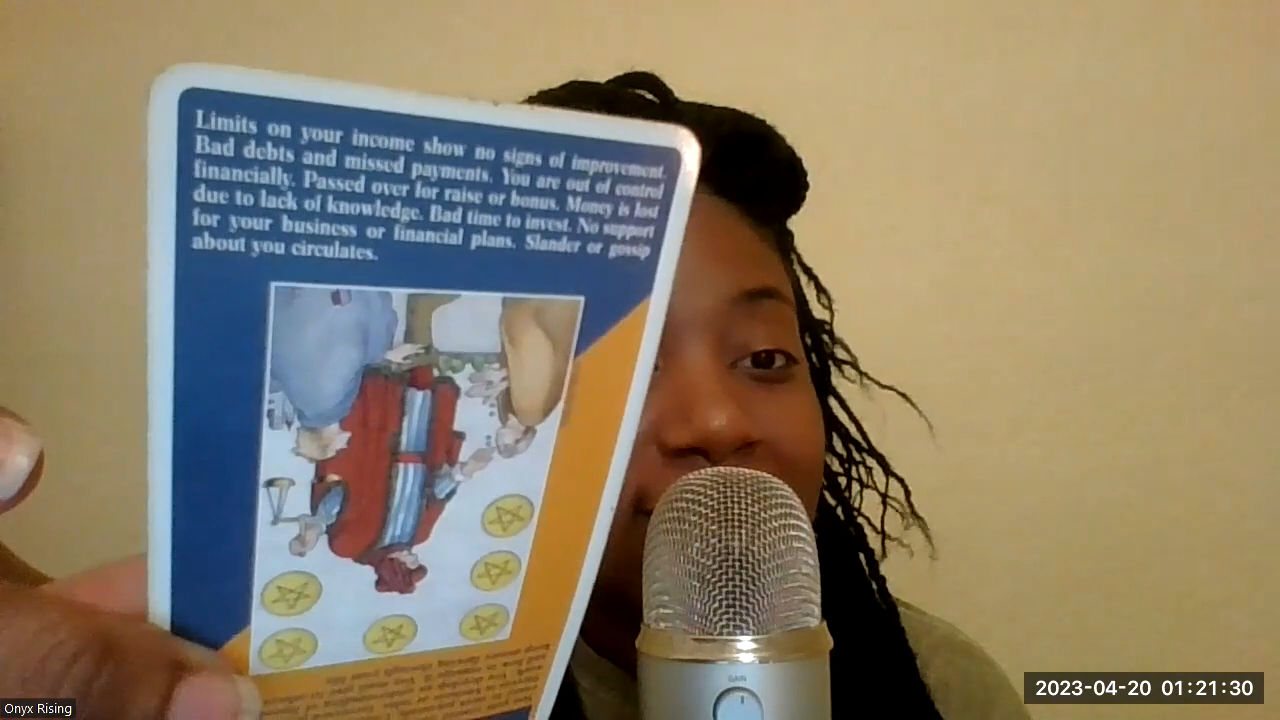 Limits on your income show no signs of improvement.
Bad debts and missed payments. You are out of control
financially. Passed over for raise or bonus. Money is lost
due to lack of knowledge. Bad time to invest. No support
for your business or financial plans. Slander or gossip
about you circulates.
GAIN
Onyx Rising
2023-04-20 01:21:30